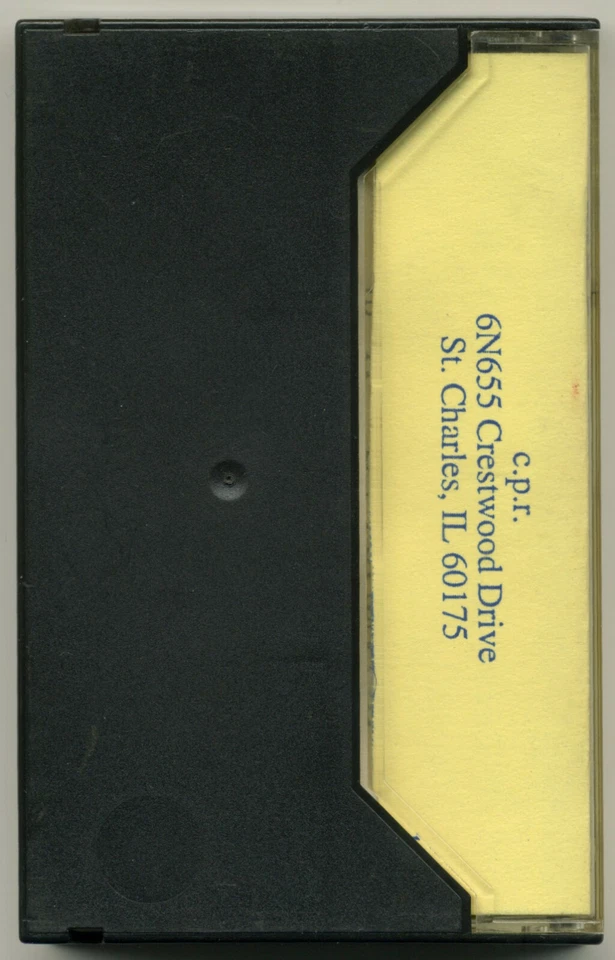 c.p.r.
6N655 Crestwood Drive
St. Charles, IL 60175